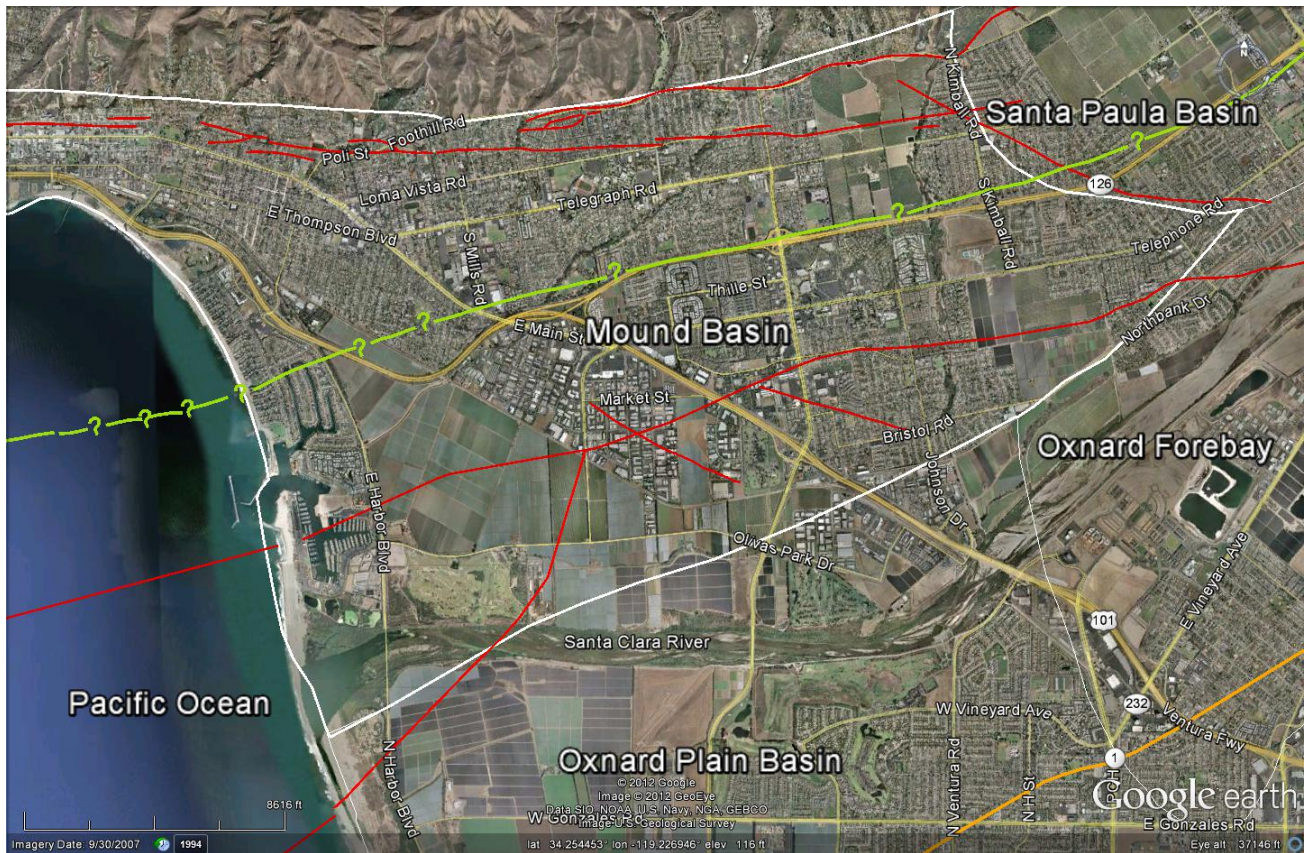 N
N Kimball Rd
Santa Paula Basin
Foothill Rd
Poli St
?
126
Loma Vista Rd
Telegraph Rd
S Kimball Rd
?
Telephone Rd
E Thompson Blvd
S Mills Rd
?
Thille St
Northbank Dr
?
E Main St
Mound Basin
?
?
Market St
? ? ?
Bristol Rd
Oxnard Forebay
E Harbor Blvd
Johnson Dr
Olivas Park Dr
E Vineyard Ave
101
Santa Clara River
Pacific Ocean
232
W Vineyard Ave
Ventura Fwy
N Harbor Blvd
Oxnard Plain Basin
N Ventura Rd
N H St
1
PCH
© 2012 Google
Image © 2012 GeoEye
Data SIO, NOAA, U.S. Navy, NGA, GEBCO
Image U.S. Geological Survey
8616 ft
W Gonzales Rd
Google earth
E Gonzales Rd
Imagery Date: 9/30/2007
1994
lat 34.254453° lon -119.226946° elev 116 ft
Eye alt 37146 ft